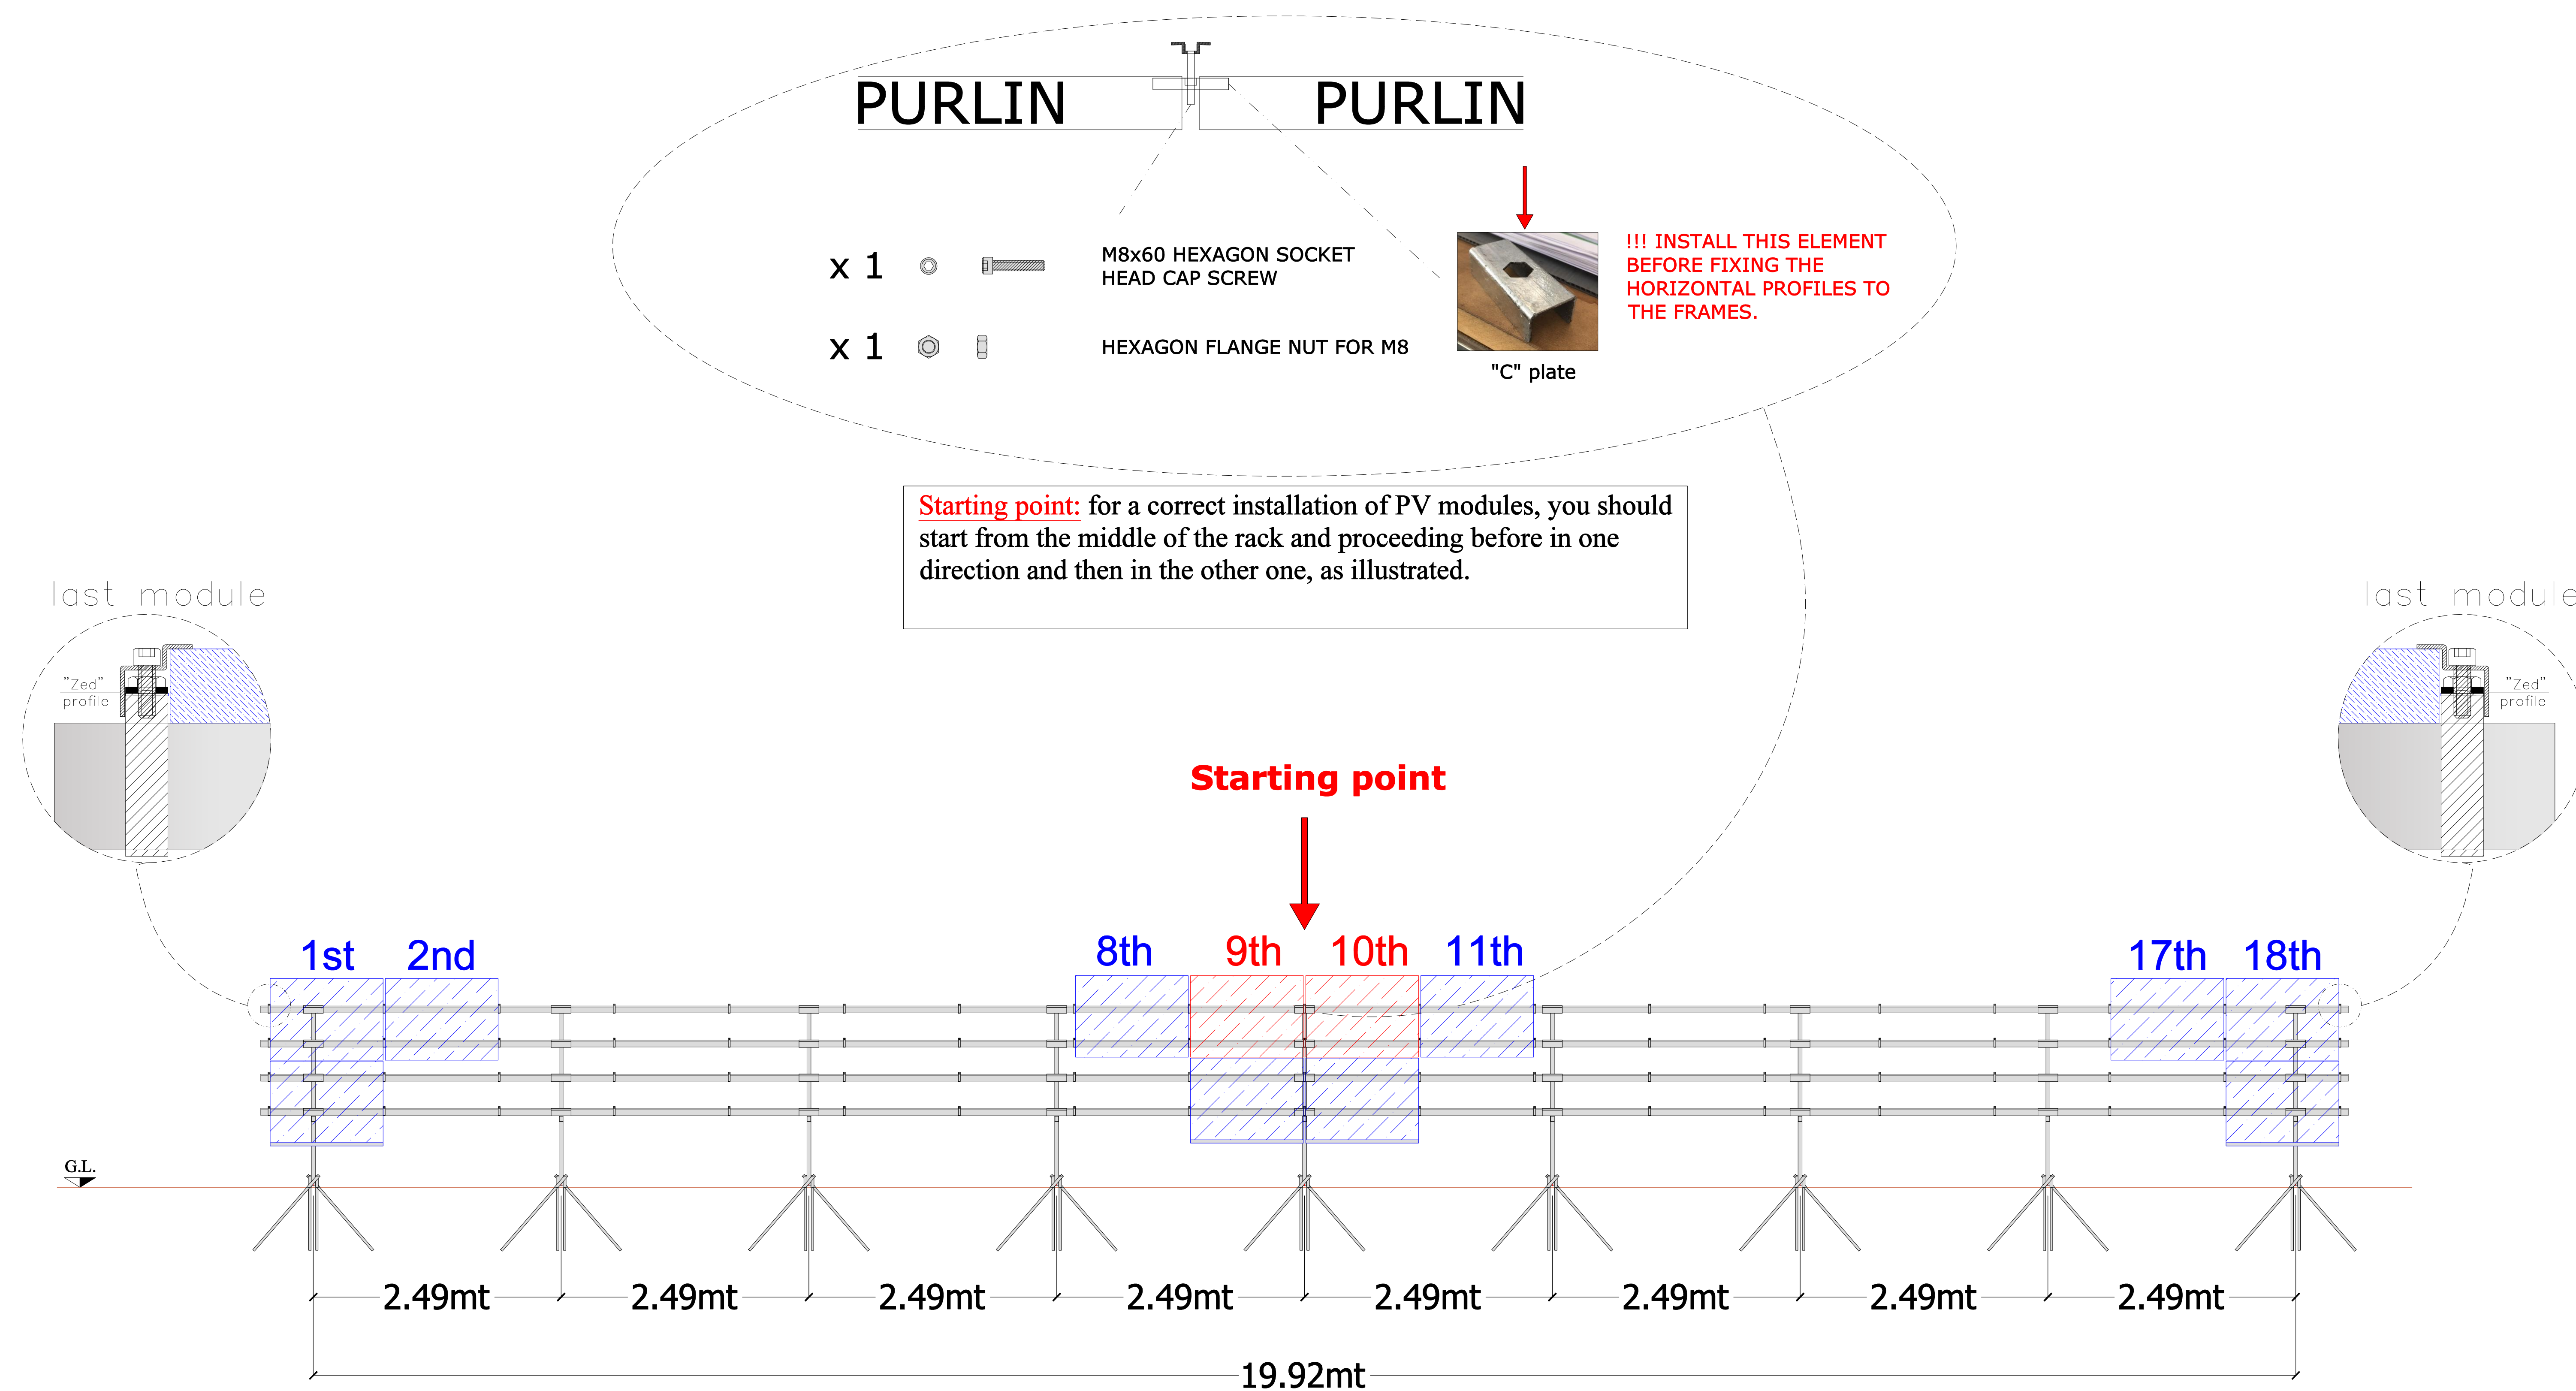 PURLIN PURLIN
x 1
M8x60 HEXAGON SOCKET
HEAD CAP SCREW
x 1
HEXAGON FLANGE NUT FOR M8
!!! INSTALL THIS ELEMENT
BEFORE FIXING THE
HORIZONTAL PROFILES TO
THE FRAMES.
"C" plate
Starting point: for a correct installation of PV modules, you should
start from the middle of the rack and proceeding before in one
direction and then in the other one, as illustrated.
last module
"Zed"
profile
last module
"Zed"
profile
Starting point
1st 2nd 8th 9th 10th 11th 17th 18th
G.L.
2.49mt 2.49mt 2.49mt 2.49mt 2.49mt 2.49mt 2.49mt 2.49mt
19.92mt